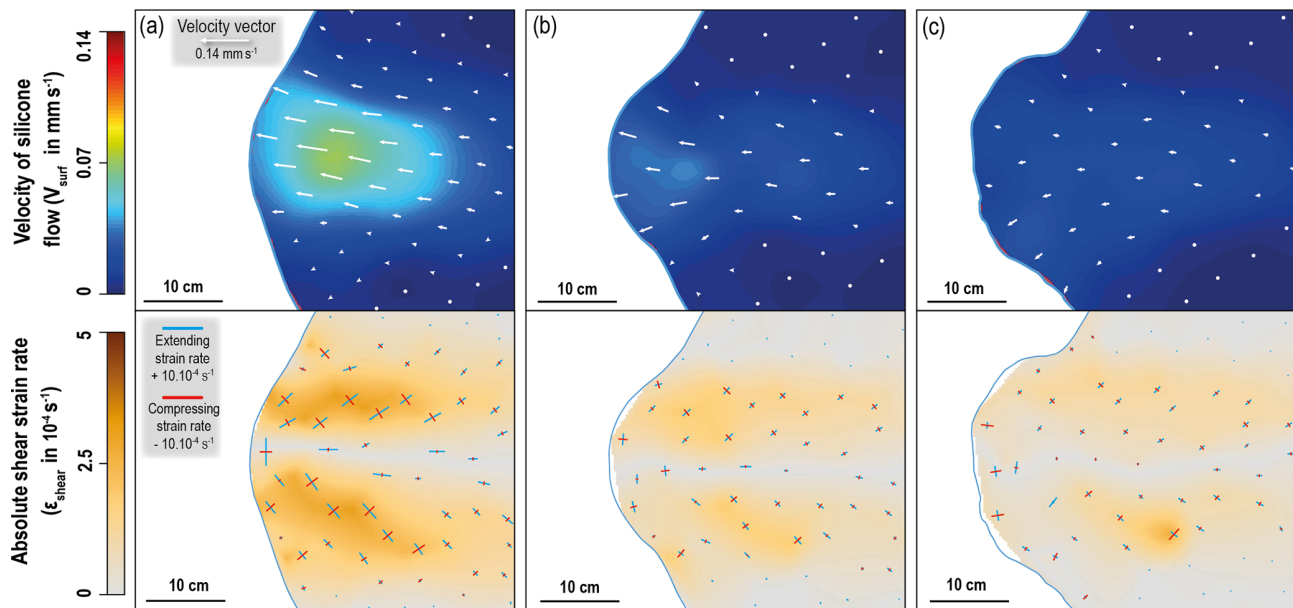 Velocity of silicone
flow (V_surf in mm s⁻¹)
0.14
0.07
0
(a)
Velocity vector
0.14 mm s⁻¹
10 cm
(b)
10 cm
(c)
10 cm
Absolute shear strain rate
(ε_shear in 10⁻⁴ s⁻¹)
5
2.5
0
Extending
strain rate
+ 10.10⁻⁴ s⁻¹
Compressing
strain rate
- 10.10⁻⁴ s⁻¹
10 cm
10 cm
10 cm